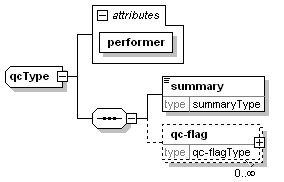 attributes
performer
qcType
summary
type summaryType
qc-flag
type qc-flagType
0..∞